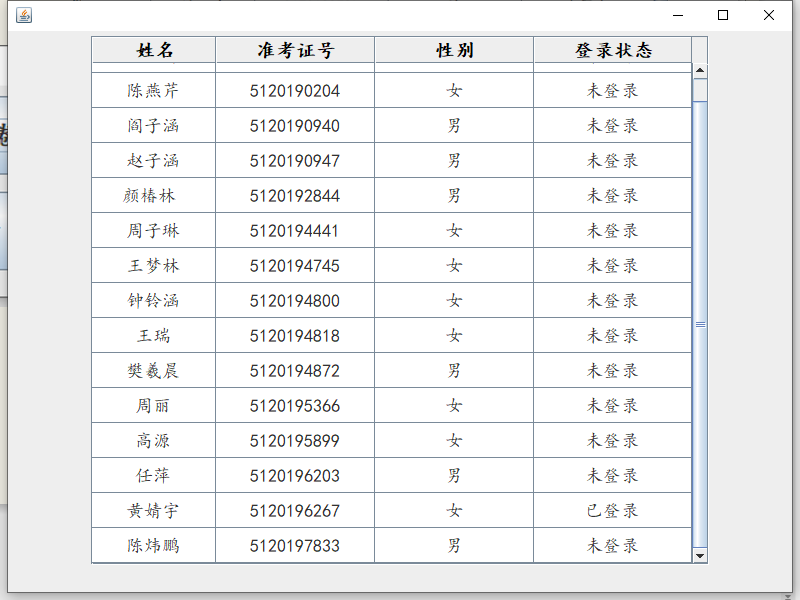 姓名 准考证号 性别 登录状态
陈燕芹 5120190204 女 未登录
阎子涵 5120190940 男 未登录
赵子涵 5120190947 男 未登录
颜椿林 5120192844 男 未登录
周子琳 5120194441 女 未登录
王梦林 5120194745 女 未登录
钟铃涵 5120194800 女 未登录
王瑞 5120194818 女 未登录
樊羲晨 5120194872 男 未登录
周丽 5120195366 女 未登录
高源 5120195899 女 未登录
任萍 5120196203 男 未登录
黄婧宇 5120196267 女 已登录
陈炜鹏 5120197833 男 未登录